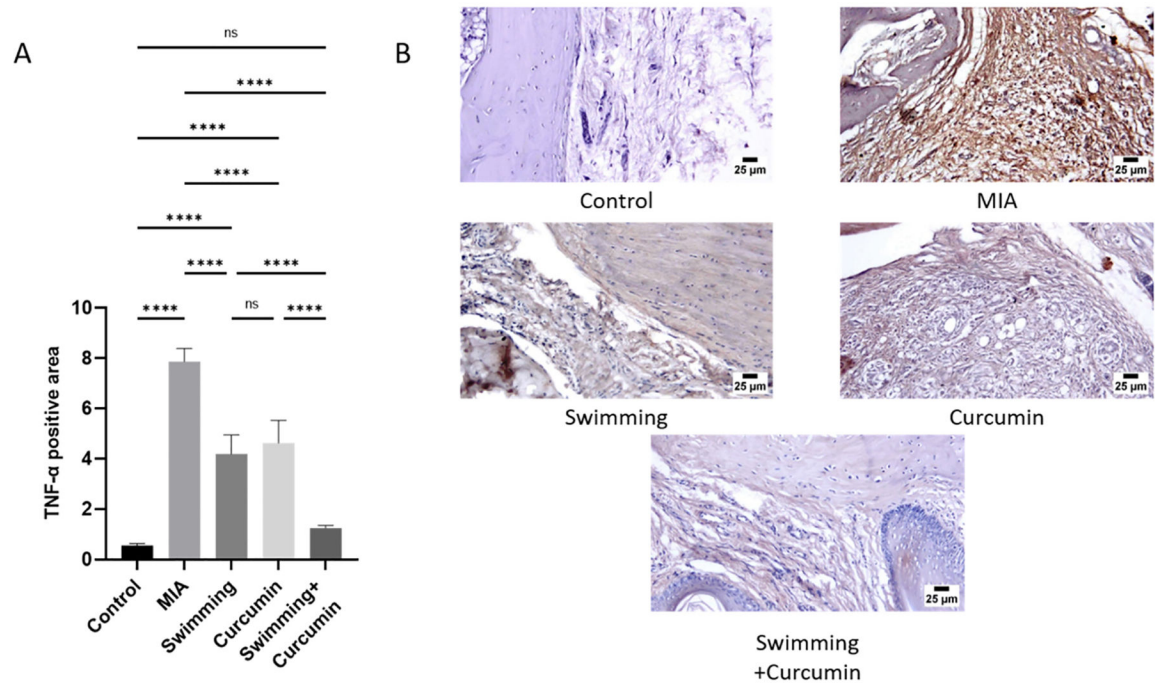 A
ns
****
****
****
****
**** ****
**** ns ****
TNF-α positive area
10
8
6
4
2
0
Control
MIA
Swimming
Curcumin
Swimming+
Curcumin
B
25 µm
Control
25 µm
MIA
25 µm
Swimming
25 µm
Curcumin
25 µm
Swimming
+Curcumin